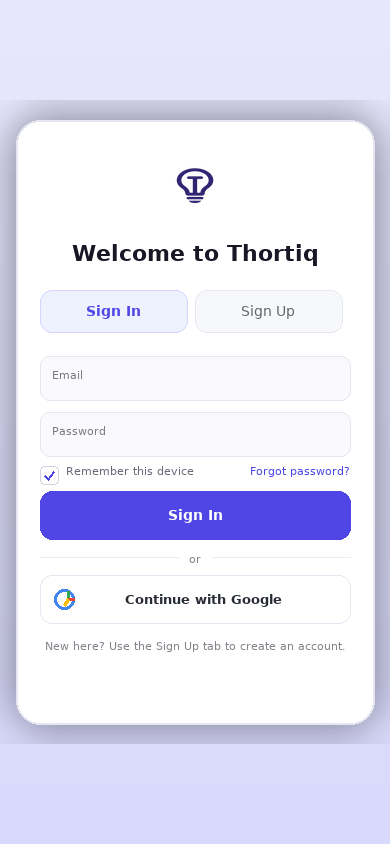 Welcome to Thortiq
Sign In
Sign Up
Email
Password
Remember this device
Forgot password?
Sign In
or
Continue with Google
New here? Use the Sign Up tab to create an account.